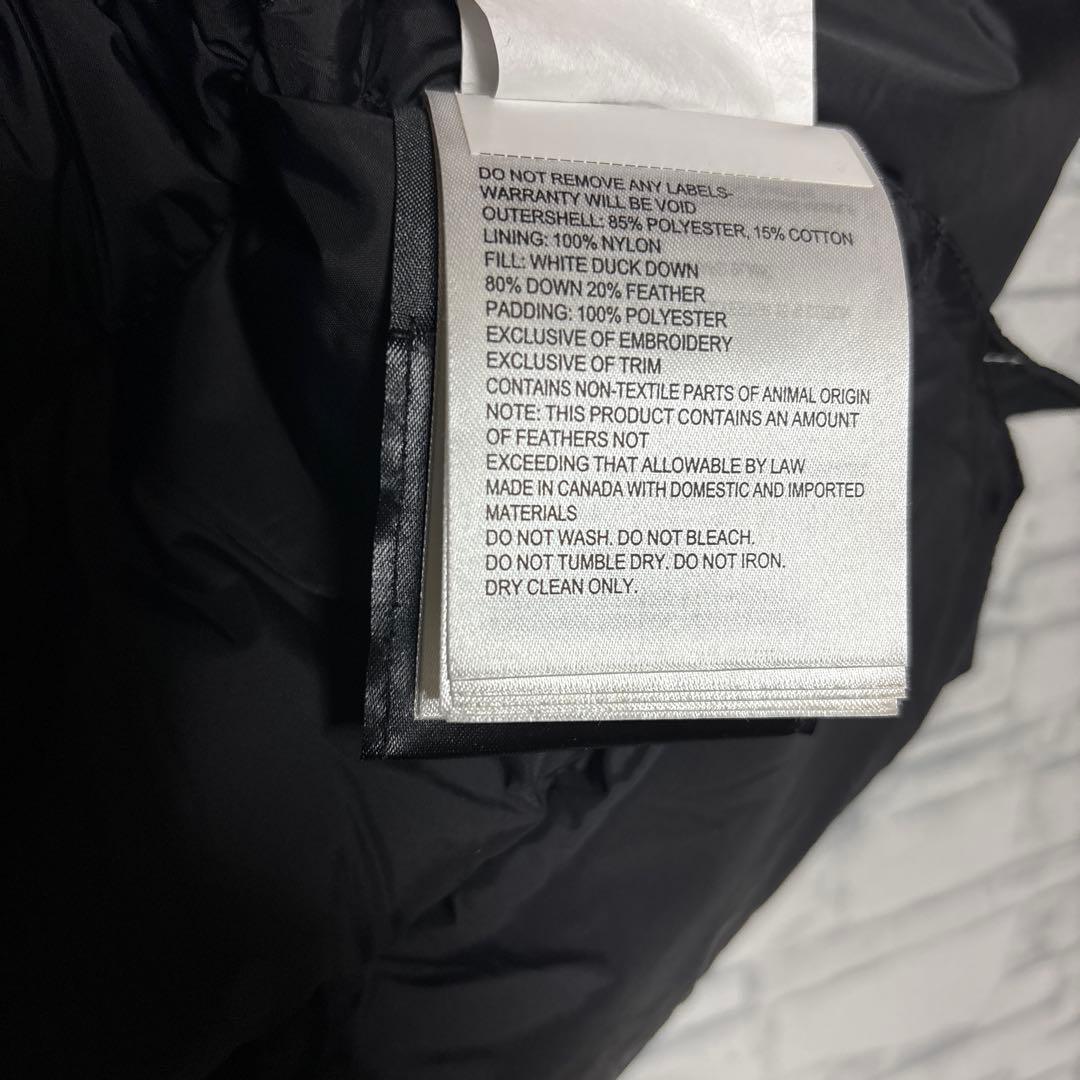 DO NOT REMOVE ANY LABELS-
WARRANTY WILL BE VOID
OUTERSHELL: 85% POLYESTER, 15% COTTON
LINING: 100% NYLON
FILL: WHITE DUCK DOWN
80% DOWN 20% FEATHER
PADDING: 100% POLYESTER
EXCLUSIVE OF EMBROIDERY
EXCLUSIVE OF TRIM
CONTAINS NON-TEXTILE PARTS OF ANIMAL ORIGIN
NOTE: THIS PRODUCT CONTAINS AN AMOUNT
OF FEATHERS NOT
EXCEEDING THAT ALLOWABLE BY LAW
MADE IN CANADA WITH DOMESTIC AND IMPORTED
MATERIALS
DO NOT WASH. DO NOT BLEACH.
DO NOT TUMBLE DRY. DO NOT IRON.
DRY CLEAN ONLY.